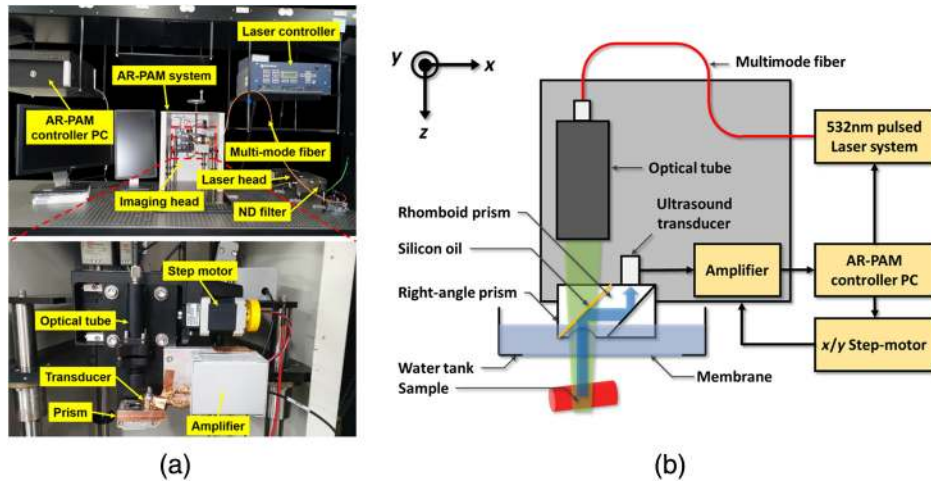 Laser controller
AR-PAM
system
AR-PAM
controller PC
Multi-mode fiber
Laser head
Imaging head
ND filter
Step motor
Optical tube
Transducer
Prism
Amplifier
(a)
y
x
z
Multimode fiber
532nm pulsed
Laser system
Optical tube
Ultrasound
transducer
Rhomboid prism
Silicon oil
Amplifier
AR-PAM
controller PC
Right-angle prism
x/y Step-motor
Water tank
Membrane
Sample
(b)